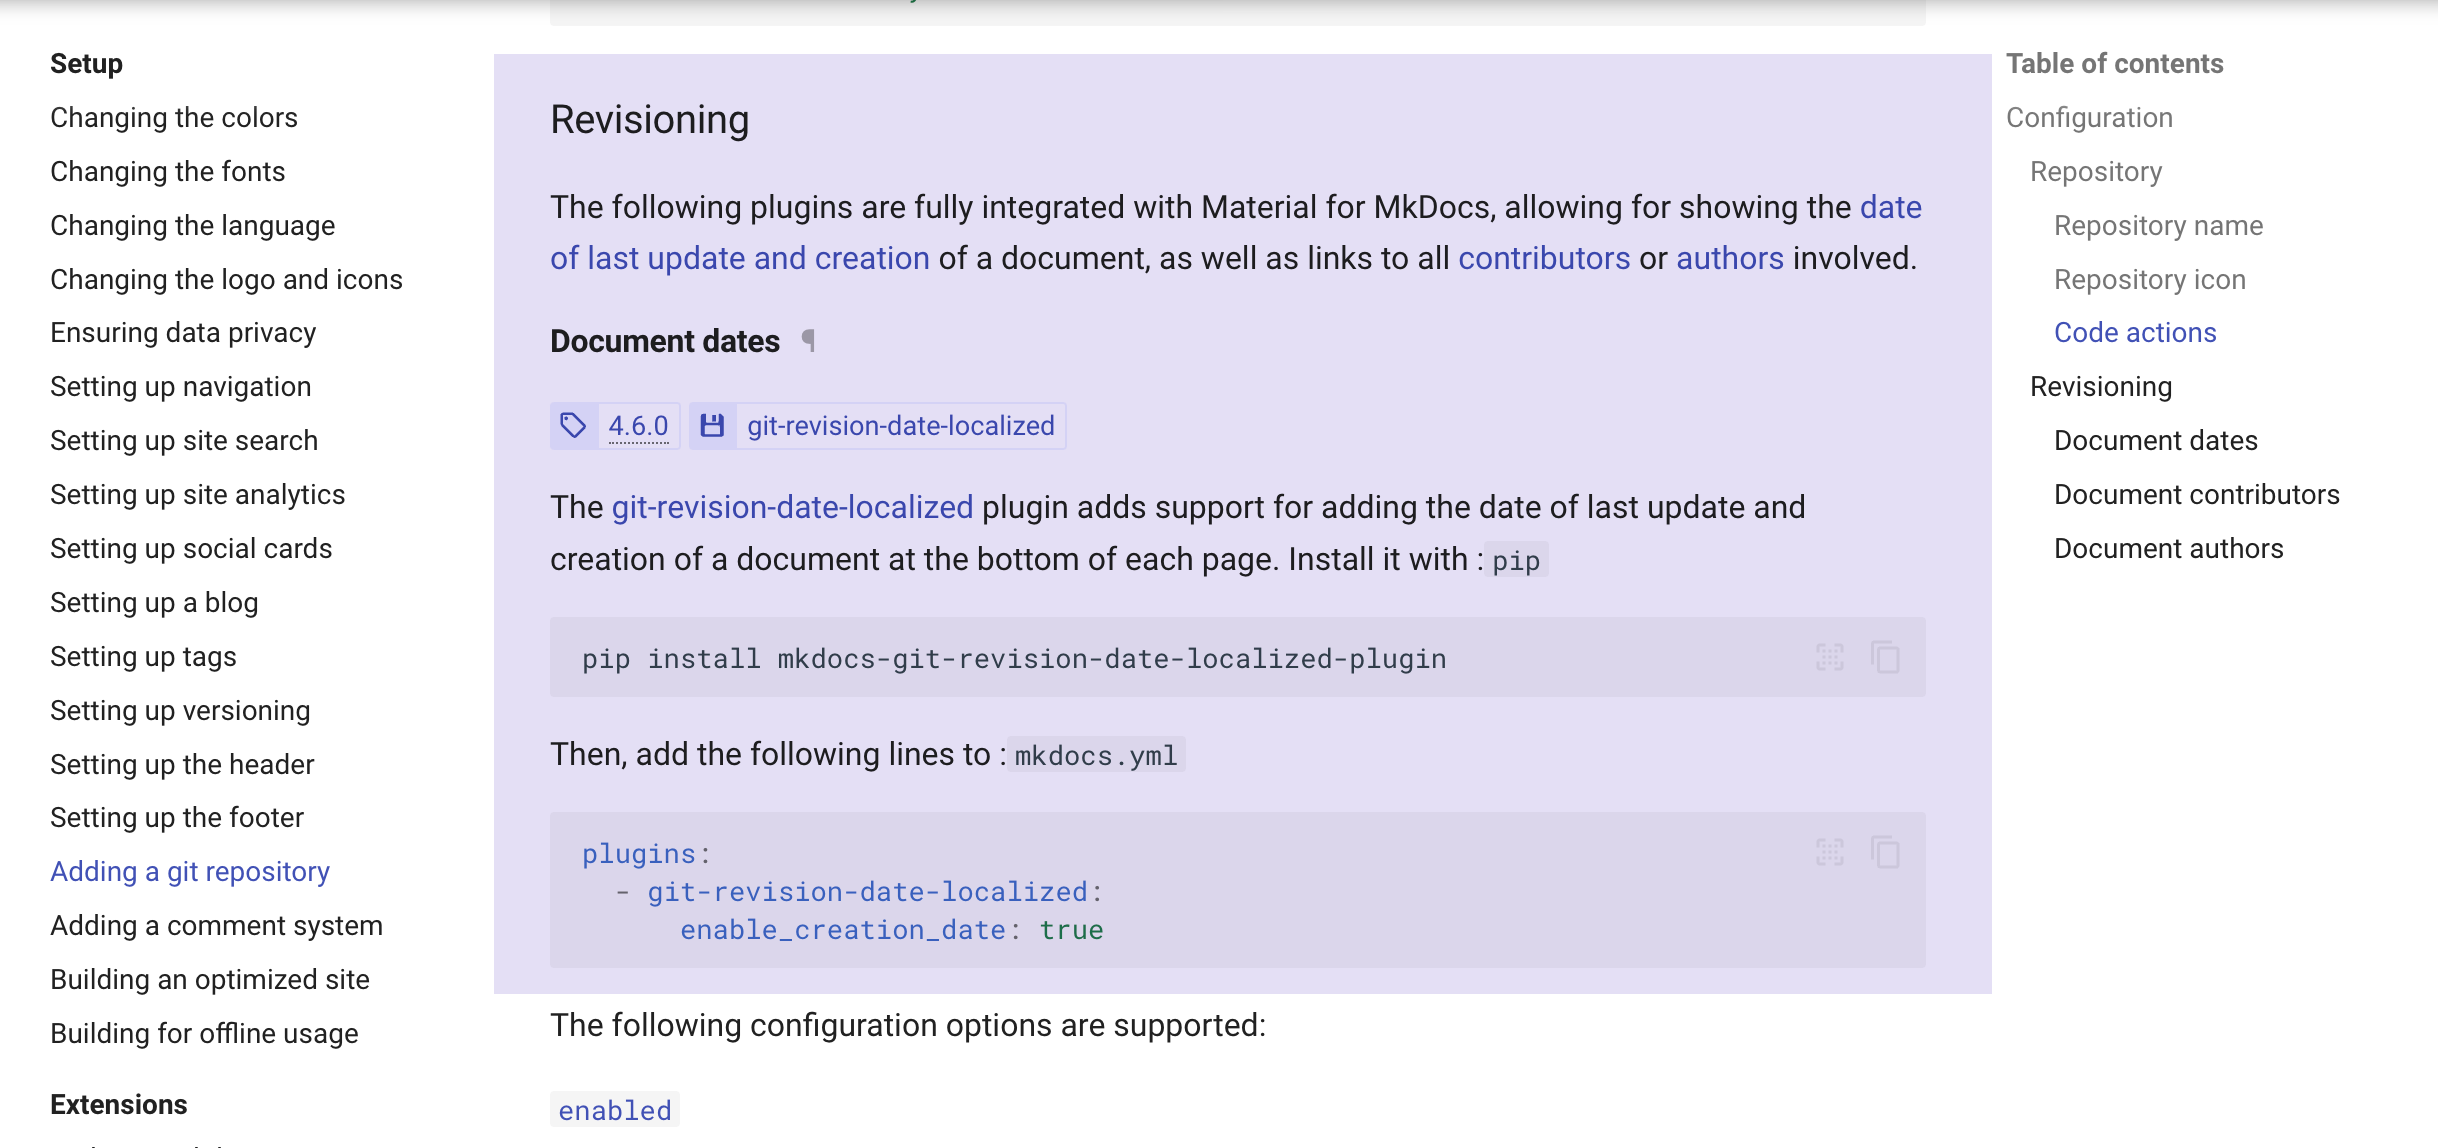 Setup
Changing the colors
Changing the fonts
Changing the language
Changing the logo and icons
Ensuring data privacy
Setting up navigation
Setting up site search
Setting up site analytics
Setting up social cards
Setting up a blog
Setting up tags
Setting up versioning
Setting up the header
Setting up the footer
Adding a git repository
Adding a comment system
Building an optimized site
Building for offline usage
Extensions
Revisioning
The following plugins are fully integrated with Material for MkDocs, allowing for showing the date
of last update and creation of a document, as well as links to all contributors or authors involved.
Document dates ¶
4.6.0 git-revision-date-localized
The git-revision-date-localized plugin adds support for adding the date of last update and
creation of a document at the bottom of each page. Install it with : pip
pip install mkdocs-git-revision-date-localized-plugin
Then, add the following lines to : mkdocs.yml
plugins:
  - git-revision-date-localized:
      enable_creation_date: true
The following configuration options are supported:
enabled
Table of contents
Configuration
Repository
Repository name
Repository icon
Code actions
Revisioning
Document dates
Document contributors
Document authors